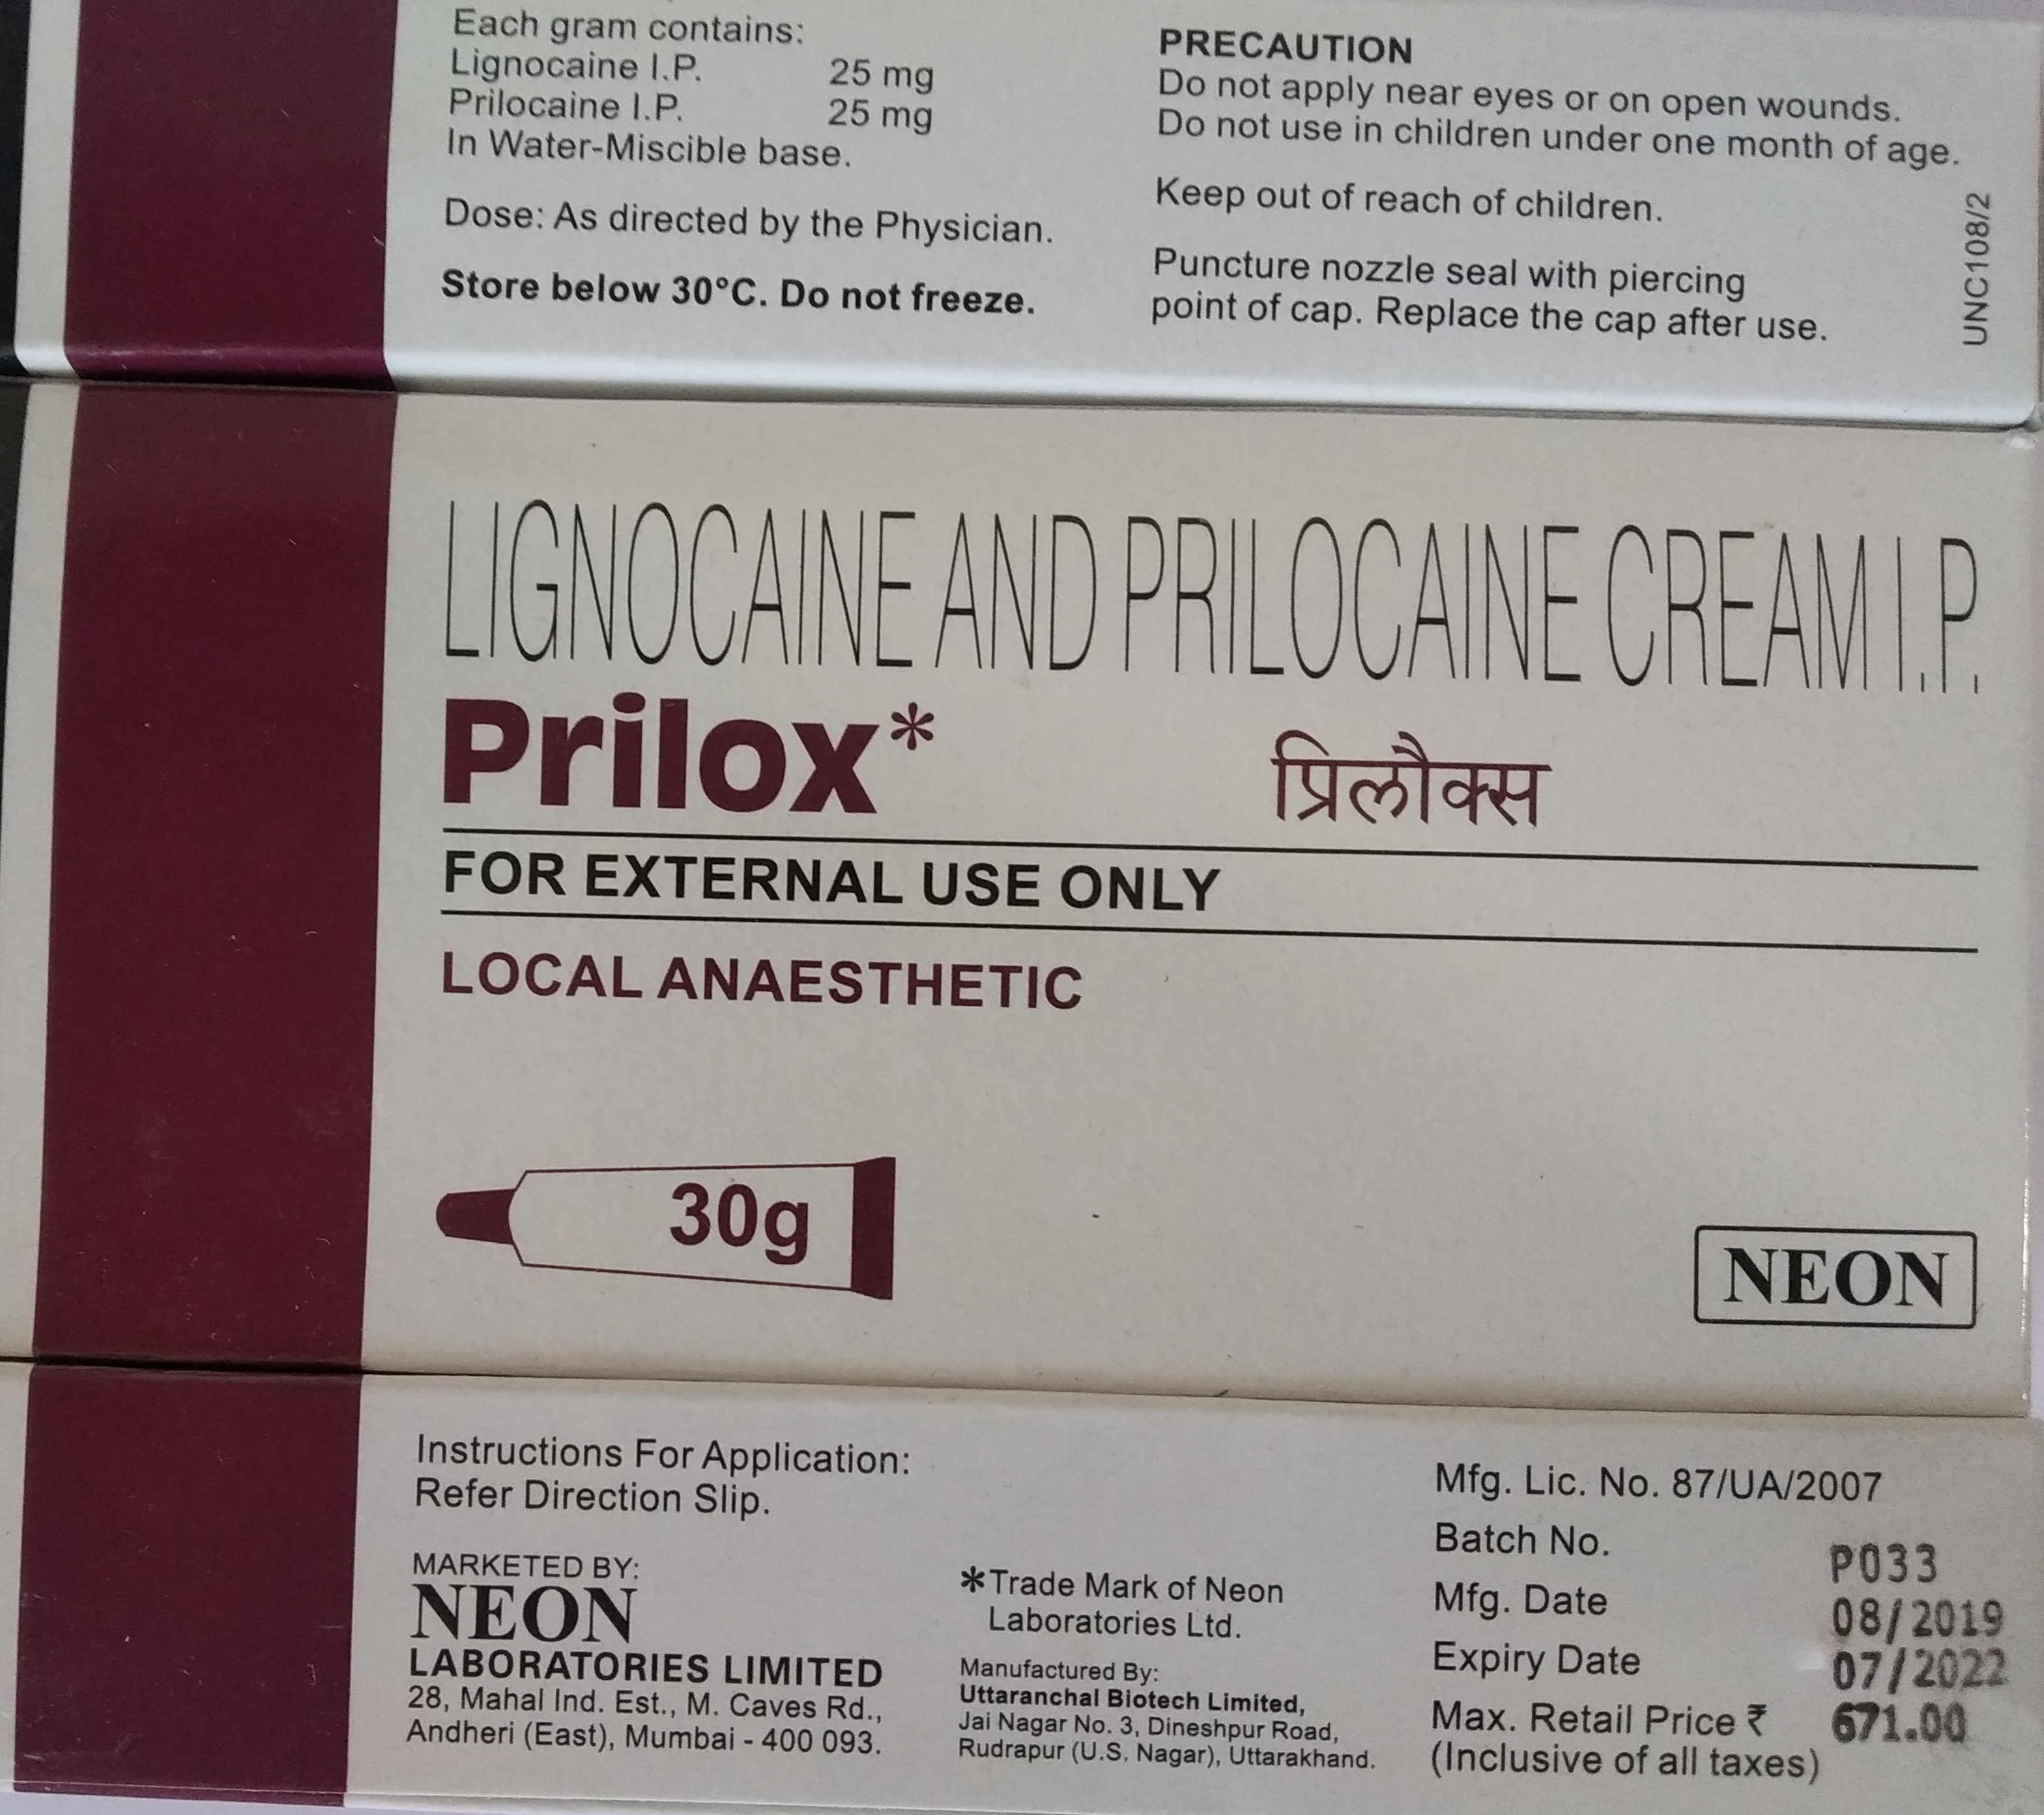 Each gram contains:
Lignocaine I.P. 25 mg
Prilocaine I.P. 25 mg
In Water-Miscible base.
Dose: As directed by the Physician.
Store below 30°C. Do not freeze.
PRECAUTION
Do not apply near eyes or on open wounds.
Do not use in children under one month of age.
Keep out of reach of children.
Puncture nozzle seal with piercing
point of cap. Replace the cap after use.
UNC108/2
LIGNOCAINE AND PRILOCAINE CREAM I.P.
Prilox* प्रिलौक्स
FOR EXTERNAL USE ONLY
LOCAL ANAESTHETIC
30g
NEON
Instructions For Application:
Refer Direction Slip.
MARKETED BY:
NEON
LABORATORIES LIMITED
28, Mahal Ind. Est., M. Caves Rd.,
Andheri (East), Mumbai - 400 093.
*Trade Mark of Neon
Laboratories Ltd.
Manufactured By:
Uttaranchal Biotech Limited,
Jai Nagar No. 3, Dineshpur Road,
Rudrapur (U.S. Nagar), Uttarakhand.
Mfg. Lic. No. 87/UA/2007
Batch No. P033
Mfg. Date 08/2019
Expiry Date 07/2022
Max. Retail Price ₹ 671.00
(Inclusive of all taxes)